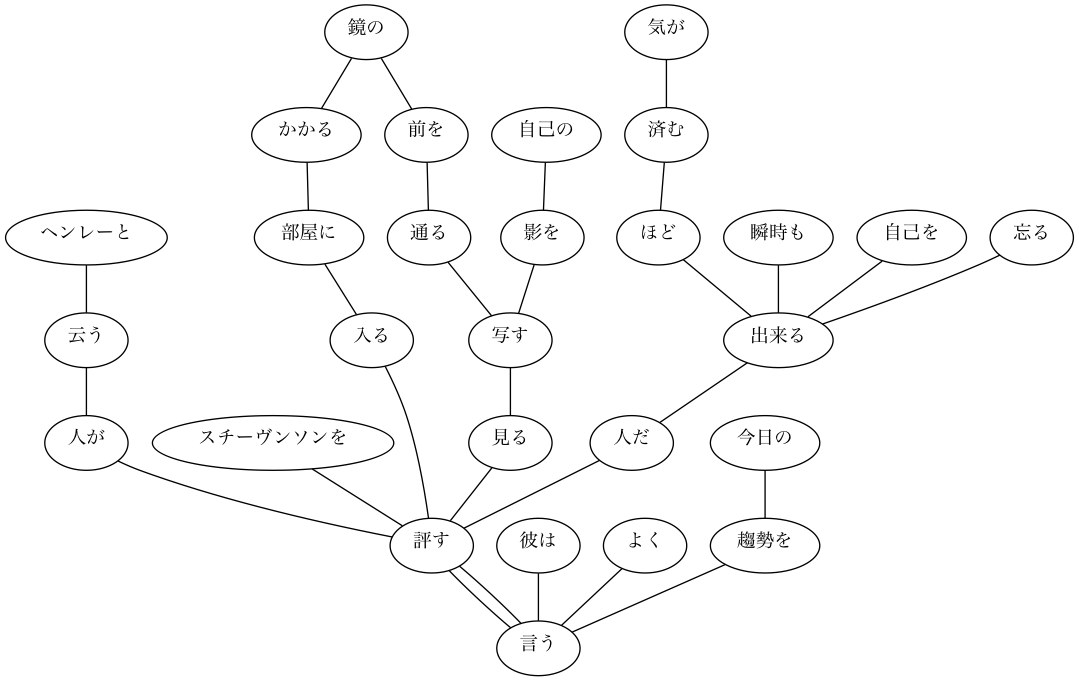 鏡の
気が
かかる
前を
自己の
済む
ヘンレーと
部屋に
通る
影を
ほど
瞬時も
自己を
忘る
云う
入る
写す
出来る
人が
スチーヴンソンを
見る
人だ
今日の
評す
彼は
よく
趨勢を
言う